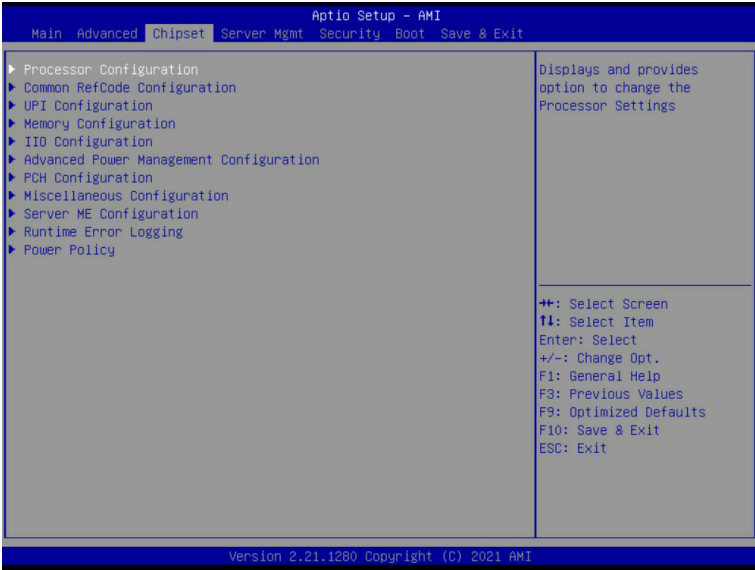 Aptio Setup – AMI
Main Advanced Chipset Server Mgmt Security Boot Save & Exit
▶ Processor Configuration
▶ Common RefCode Configuration
▶ UPI Configuration
▶ Memory Configuration
▶ IIO Configuration
▶ Advanced Power Management Configuration
▶ PCH Configuration
▶ Miscellaneous Configuration
▶ Server ME Configuration
▶ Runtime Error Logging
▶ Power Policy
Displays and provides
option to change the
Processor Settings
→←: Select Screen
↑↓: Select Item
Enter: Select
+/-: Change Opt.
F1: General Help
F3: Previous Values
F9: Optimized Defaults
F10: Save & Exit
ESC: Exit
Version 2.21.1280 Copyright (C) 2021 AMI